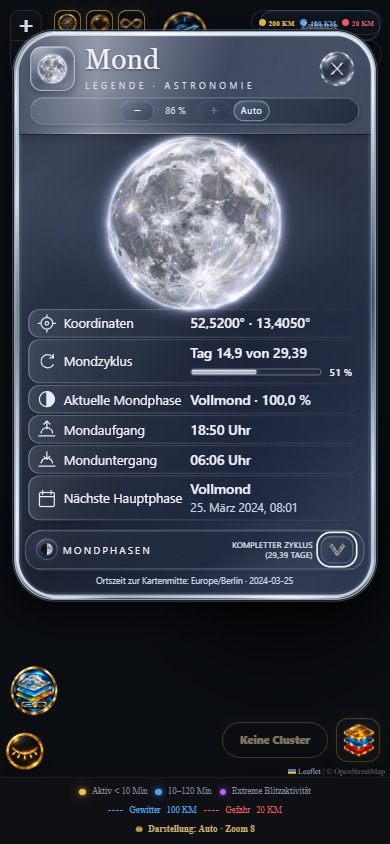 200 KM 20 KM
Mond
LEGENDE · ASTRONOMIE
− 86 % + Auto
Koordinaten 52,5200° · 13,4050°
Mondzyklus Tag 14,9 von 29,39
51 %
Aktuelle Mondphase Vollmond · 100,0 %
Mondaufgang 18:50 Uhr
Monduntergang 06:06 Uhr
Nächste Hauptphase Vollmond
25. März 2024, 08:01
MONDPHASEN KOMPLETTER ZYKLUS
(29,39 TAGE)
Ortszeit zur Kartenmitte: Europe/Berlin · 2024-03-25
Keine Cluster
Leaflet | © OpenStreetMap
Aktiv < 10 Min 10–120 Min Extreme Blitzaktivität
Gewitter 100 KM Gefahr 20 KM
Darstellung: Auto · Zoom 8